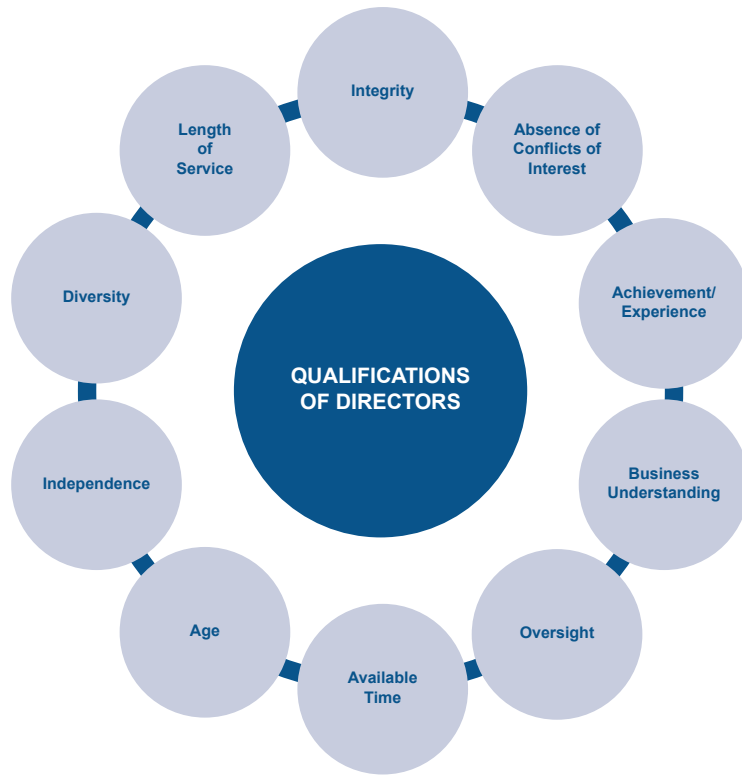 Integrity
Absence of
Conflicts of
Interest
Achievement/
Experience
Business
Understanding
Oversight
Available
Time
Age
Independence
Diversity
Length
of
Service
QUALIFICATIONS
OF DIRECTORS